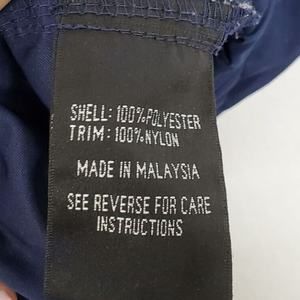 SHELL: 100% POLYESTER
TRIM: 100% NYLON
MADE IN MALAYSIA
SEE REVERSE FOR CARE
INSTRUCTIONS